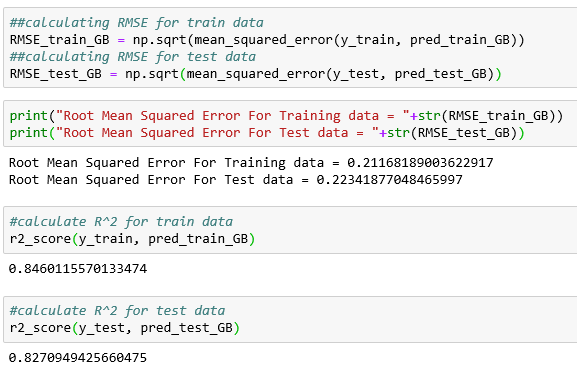 ##calculating RMSE for train data
RMSE_train_GB = np.sqrt(mean_squared_error(y_train, pred_train_GB))
##calculating RMSE for test data
RMSE_test_GB = np.sqrt(mean_squared_error(y_test, pred_test_GB))
print("Root Mean Squared Error For Training data = "+str(RMSE_train_GB))
print("Root Mean Squared Error For Test data = "+str(RMSE_test_GB))
Root Mean Squared Error For Training data = 0.21168189003622917
Root Mean Squared Error For Test data = 0.22341877048465997
#calculate R^2 for train data
r2_score(y_train, pred_train_GB)
0.8460115570133474
#calculate R^2 for test data
r2_score(y_test, pred_test_GB)
0.8270949425660475